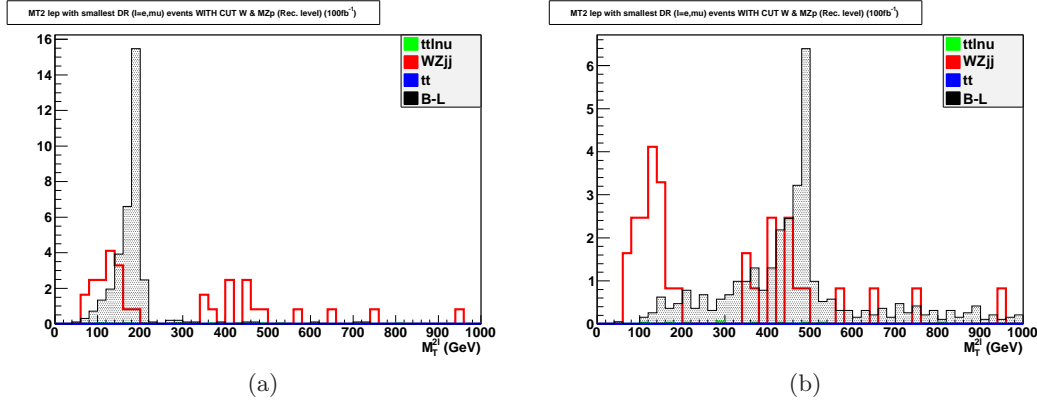 MT2 lep with smallest DR (l=e,mu) events WITH CUT W & MZp (Rec. level) (100fb⁻¹)
16
14
12
10
8
6
4
2
0
ttlnu
WZjj
tt
B-L
0 100 200 300 400 500 600 700 800 900 1000
M_T^{2l} (GeV)
(a)
MT2 lep with smallest DR (l=e,mu) events WITH CUT W & MZp (Rec. level) (100fb⁻¹)
6
5
4
3
2
1
0
ttlnu
WZjj
tt
B-L
0 100 200 300 400 500 600 700 800 900 1000
M_T^{2l} (GeV)
(b)